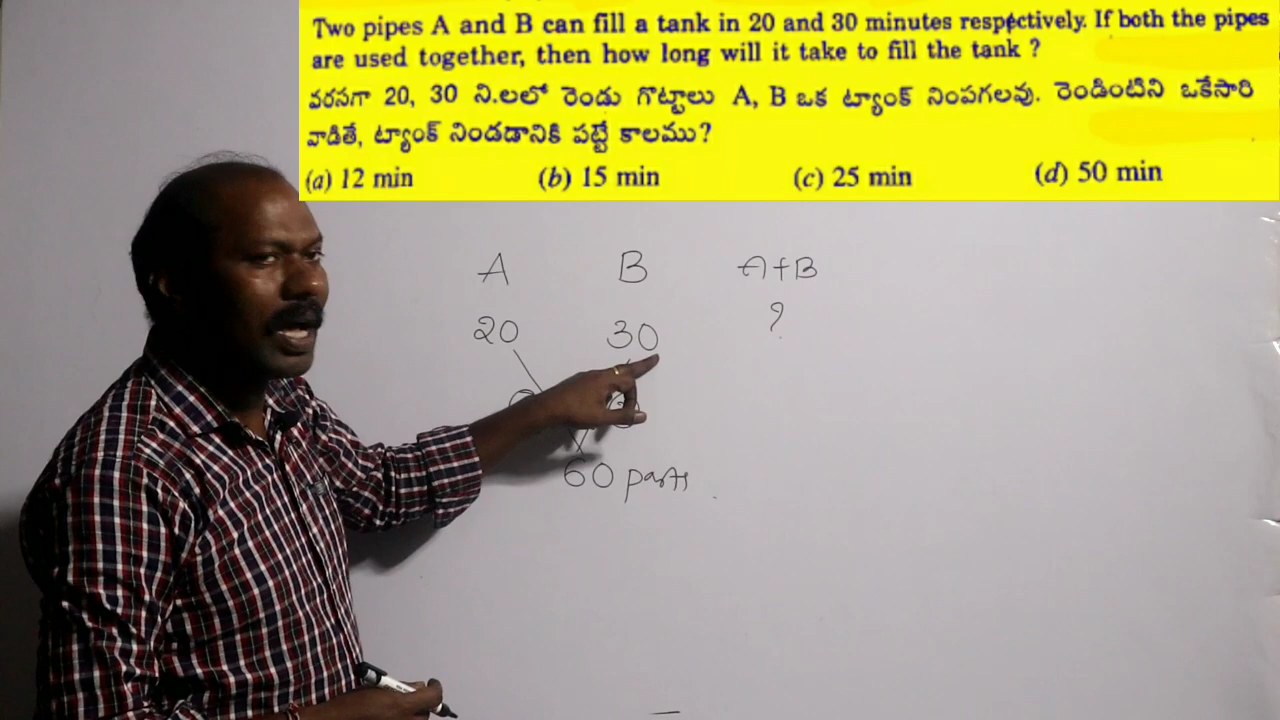 Two pipes A and B can fill a tank in 20 and 30 minutes respectively. If both the pipes
are used together, then how long will it take to fill the tank ?
వరసగా 20, 30 ని.లలో రెండు గొట్టాలు A, B ఒక ట్యాంక్ నింపగలవు. రెండింటిని ఒకేసారి
వాడితే, ట్యాంక్ నిండడానికి పట్టే కాలము?
(a) 12 min (b) 15 min (c) 25 min (d) 50 min
A B A+B
20 30 ?
60 parts